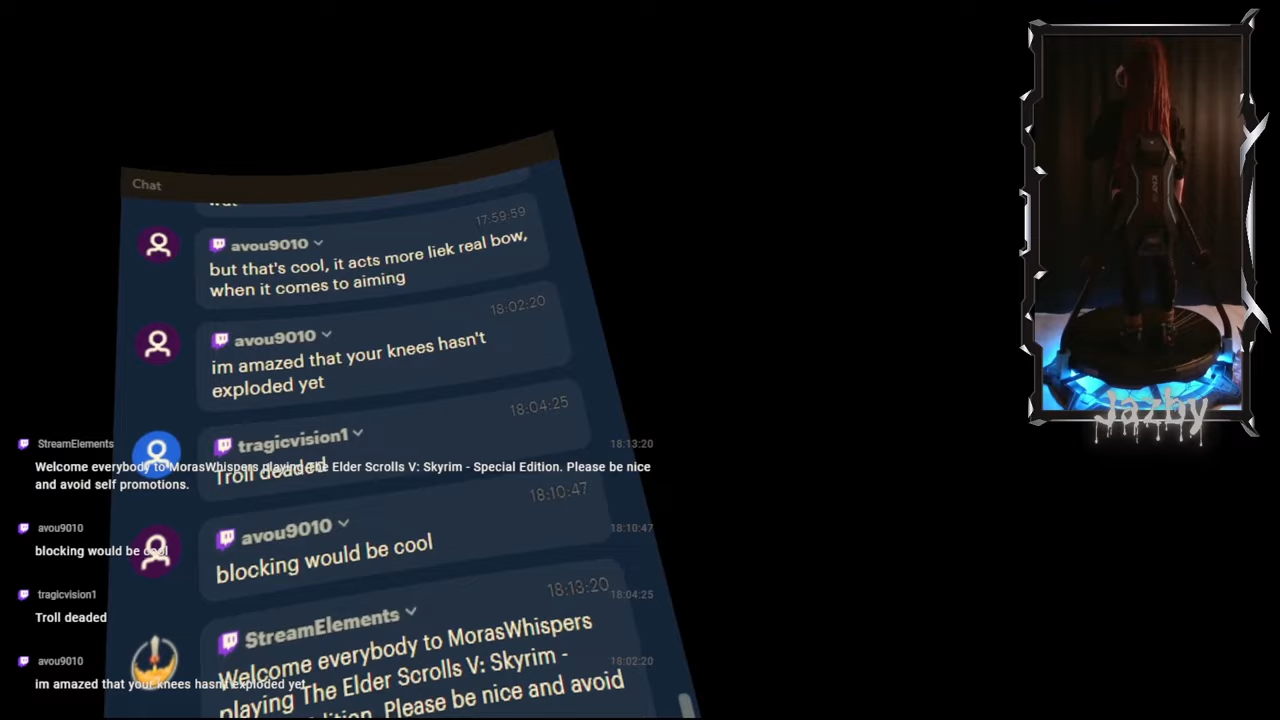 Chat
17:59:59
avou9010
but that's cool, it acts more liek real bow,
when it comes to aiming
18:02:20
avou9010
im amazed that your knees hasn't
exploded yet
18:04:25
tragicvision1
Troll deaded
18:10:47
avou9010
blocking would be cool
18:13:20
StreamElements
Welcome everybody to MorasWhispers
playing The Elder Scrolls V: Skyrim -
Please be nice and avoid
StreamElements
18:13:20
Welcome everybody to MorasWhispers playing The Elder Scrolls V: Skyrim - Special Edition. Please be nice
and avoid self promotions.
avou9010
18:10:47
blocking would be cool
tragicvision1
18:04:25
Troll deaded
avou9010
18:02:20
im amazed that your knees hasn't exploded yet
Jazhy